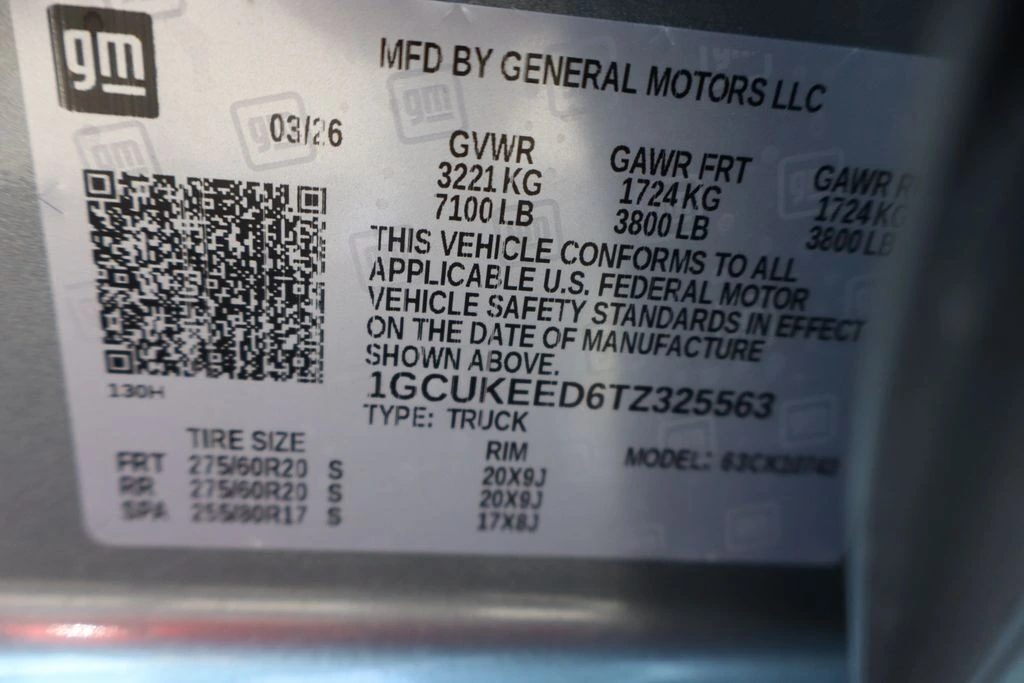 gm
MFD BY GENERAL MOTORS LLC
03/26
GVWR GAWR FRT GAWR
3221 KG 1724 KG 1724 KG
7100 LB 3800 LB 3800 LB
THIS VEHICLE CONFORMS TO ALL
APPLICABLE U.S. FEDERAL MOTOR
VEHICLE SAFETY STANDARDS IN EFFECT
ON THE DATE OF MANUFACTURE
SHOWN ABOVE.
130H
1GCUKEED6TZ325563
TYPE: TRUCK
TIRE SIZE RIM MODEL:
FRT 275/60R20 S 20X9J
RR 275/60R20 S 20X9J
SPA 255/80R17 S 17X8J